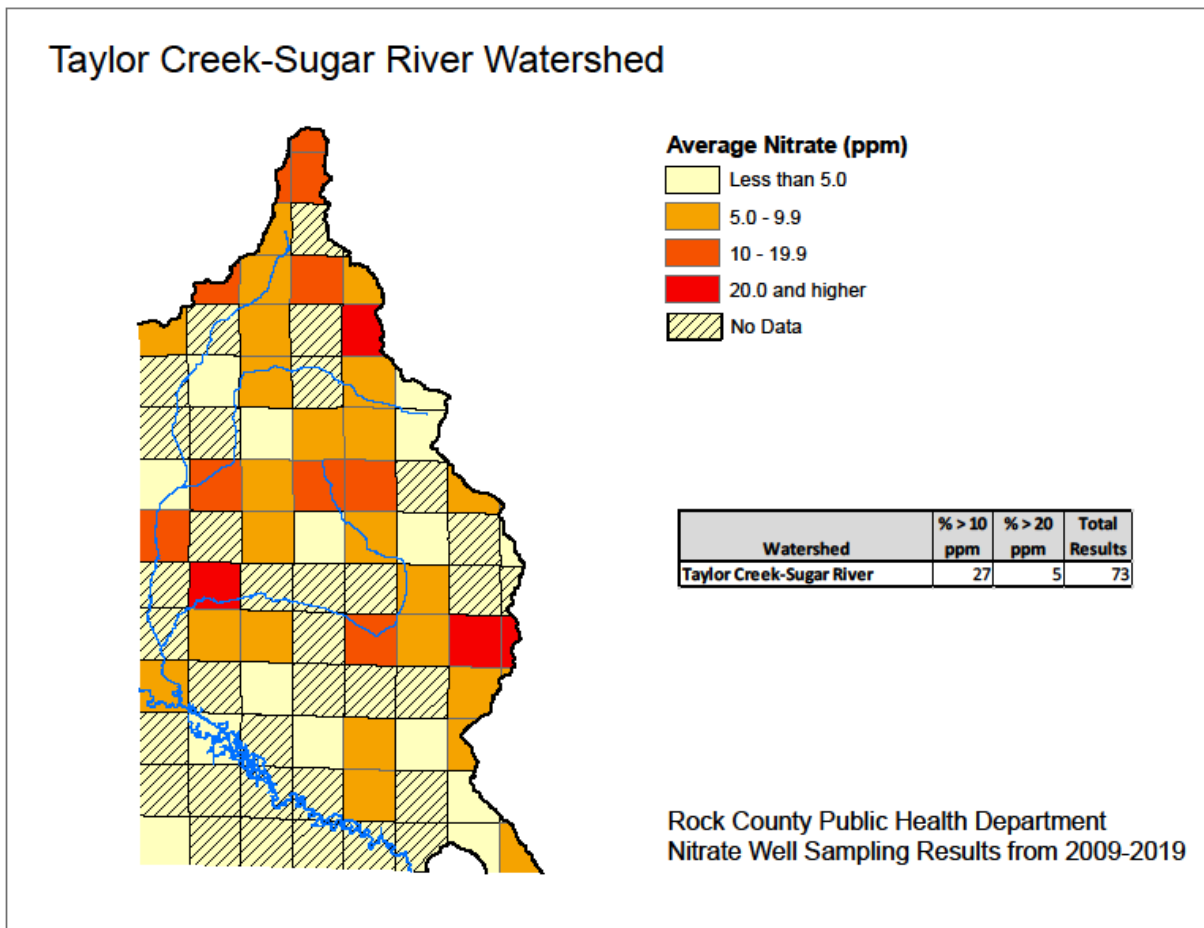 Taylor Creek-Sugar River Watershed
Average Nitrate (ppm)
Less than 5.0
5.0 - 9.9
10 - 19.9
20.0 and higher
No Data
Watershed % > 10 ppm % > 20 ppm Total Results
Taylor Creek-Sugar River 27 5 73
Rock County Public Health Department
Nitrate Well Sampling Results from 2009-2019